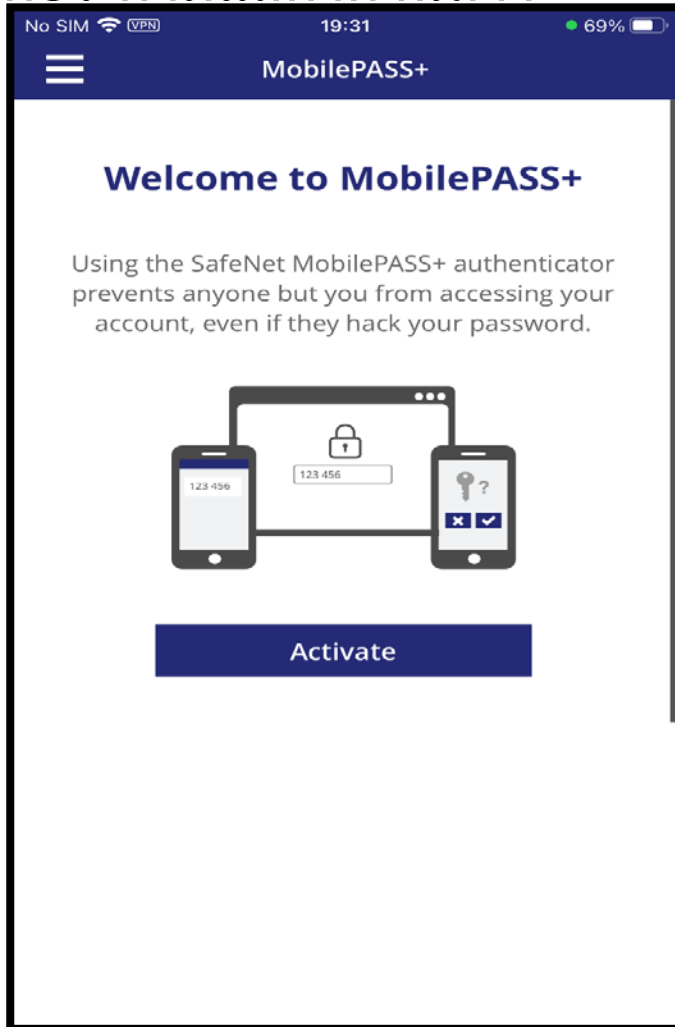 No SIM VPN 19:31 69%
MobilePASS+
Welcome to MobilePASS+
Using the SafeNet MobilePASS+ authenticator
prevents anyone but you from accessing your
account, even if they hack your password.
123 456
123 456
?
Activate